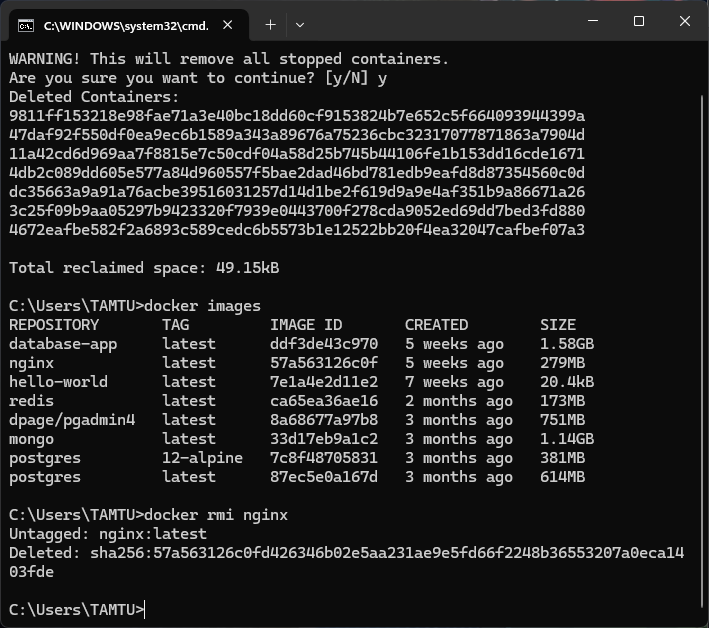 C:\WINDOWS\system32\cmd.
WARNING! This will remove all stopped containers.
Are you sure you want to continue? [y/N] y
Deleted Containers:
9811ff153218e98fae71a3e40bc18dd60cf9153824b7e652c5f664093944399a
47daf92f550df0ea9ec6b1589a343a89676a75236cbc32317077871863a7904d
11a42cd6d969aa7f8815e7c50cdf04a58d25b745b44106fe1b153dd16cde1671
4db2c089dd605e577a84d960557f5bae2dad46bd781edb9eafd8d87354560c0d
dc35663a9a91a76acbe39516031257d14d1be2f619d9a9e4af351b9a86671a26
3c25f09b9aa05297b9423320f7939e0443700f278cda9052ed69dd7bed3fd880
4672eafbe582f2a6893c589cedc6b5573b1e12522bb20f4ea32047cafbef07a3
Total reclaimed space: 49.15kB
C:\Users\TAMTU>docker images
REPOSITORY TAG IMAGE ID CREATED SIZE
database-app latest ddf3de43c970 5 weeks ago 1.58GB
nginx latest 57a563126c0f 5 weeks ago 279MB
hello-world latest 7e1a4e2d11e2 7 weeks ago 20.4kB
redis latest ca65ea36ae16 2 months ago 173MB
dpage/pgadmin4 latest 8a68677a97b8 3 months ago 751MB
mongo latest 33d17eb9a1c2 3 months ago 1.14GB
postgres 12-alpine 7c8f48705831 3 months ago 381MB
postgres latest 87ec5e0a167d 3 months ago 614MB
C:\Users\TAMTU>docker rmi nginx
Untagged: nginx:latest
Deleted: sha256:57a563126c0fd426346b02e5aa231ae9e5fd66f2248b36553207a0eca14
03fde
C:\Users\TAMTU>